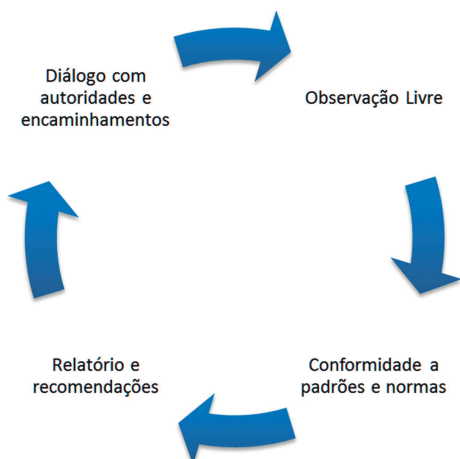 Diálogo com
autoridades e
encaminhamentos
Observação Livre
Conformidade a
padrões e normas
Relatório e
recomendações